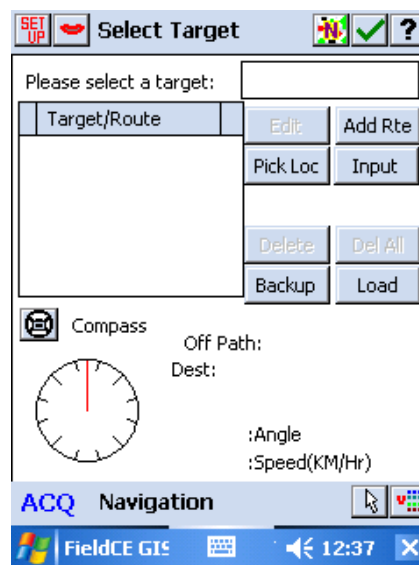 SET UP Select Target N ?
Please select a target:
Target/Route
Edit Add Rte
Pick Loc Input
Delete Del All
Backup Load
Compass
Off Path:
Dest:
:Angle
:Speed(KM/Hr)
ACQ Navigation V
FieldCE GIS 12:37